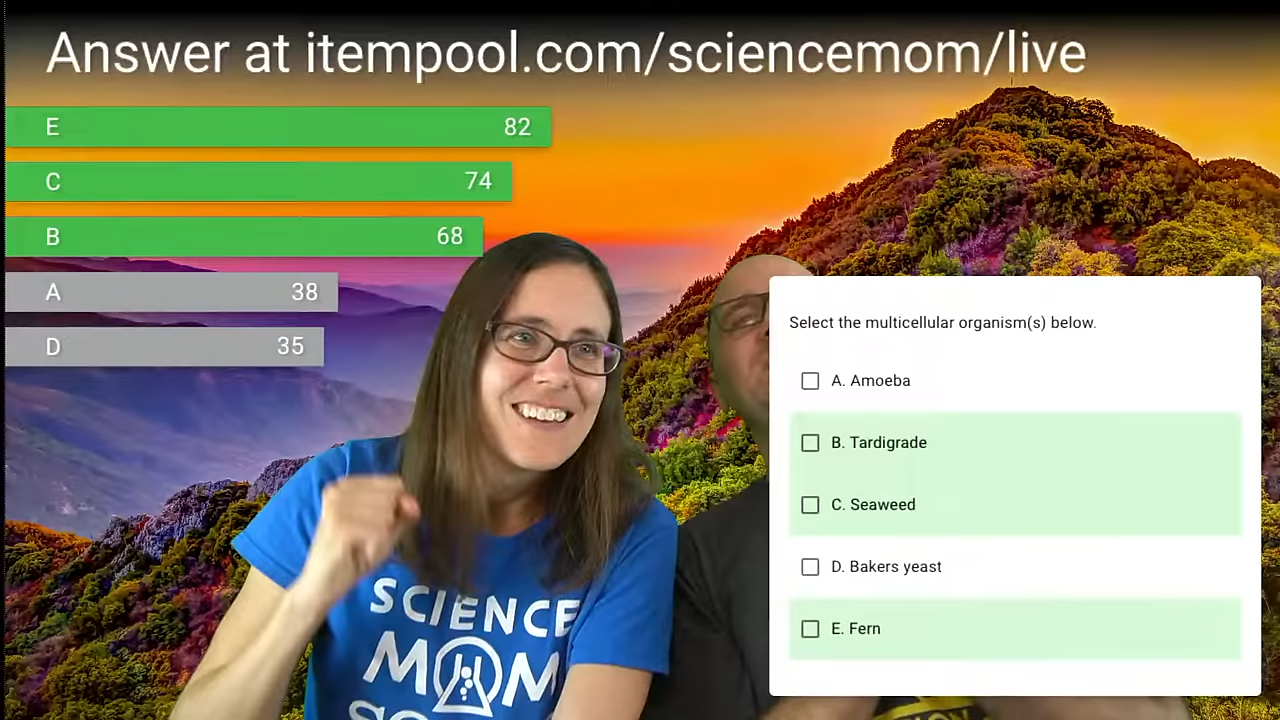 Answer at itempool.com/sciencemom/live
E 82
C 74
B 68
A 38
D 35
Select the multicellular organism(s) below.
A. Amoeba
B. Tardigrade
C. Seaweed
D. Bakers yeast
E. Fern
SCIENCE
MOM